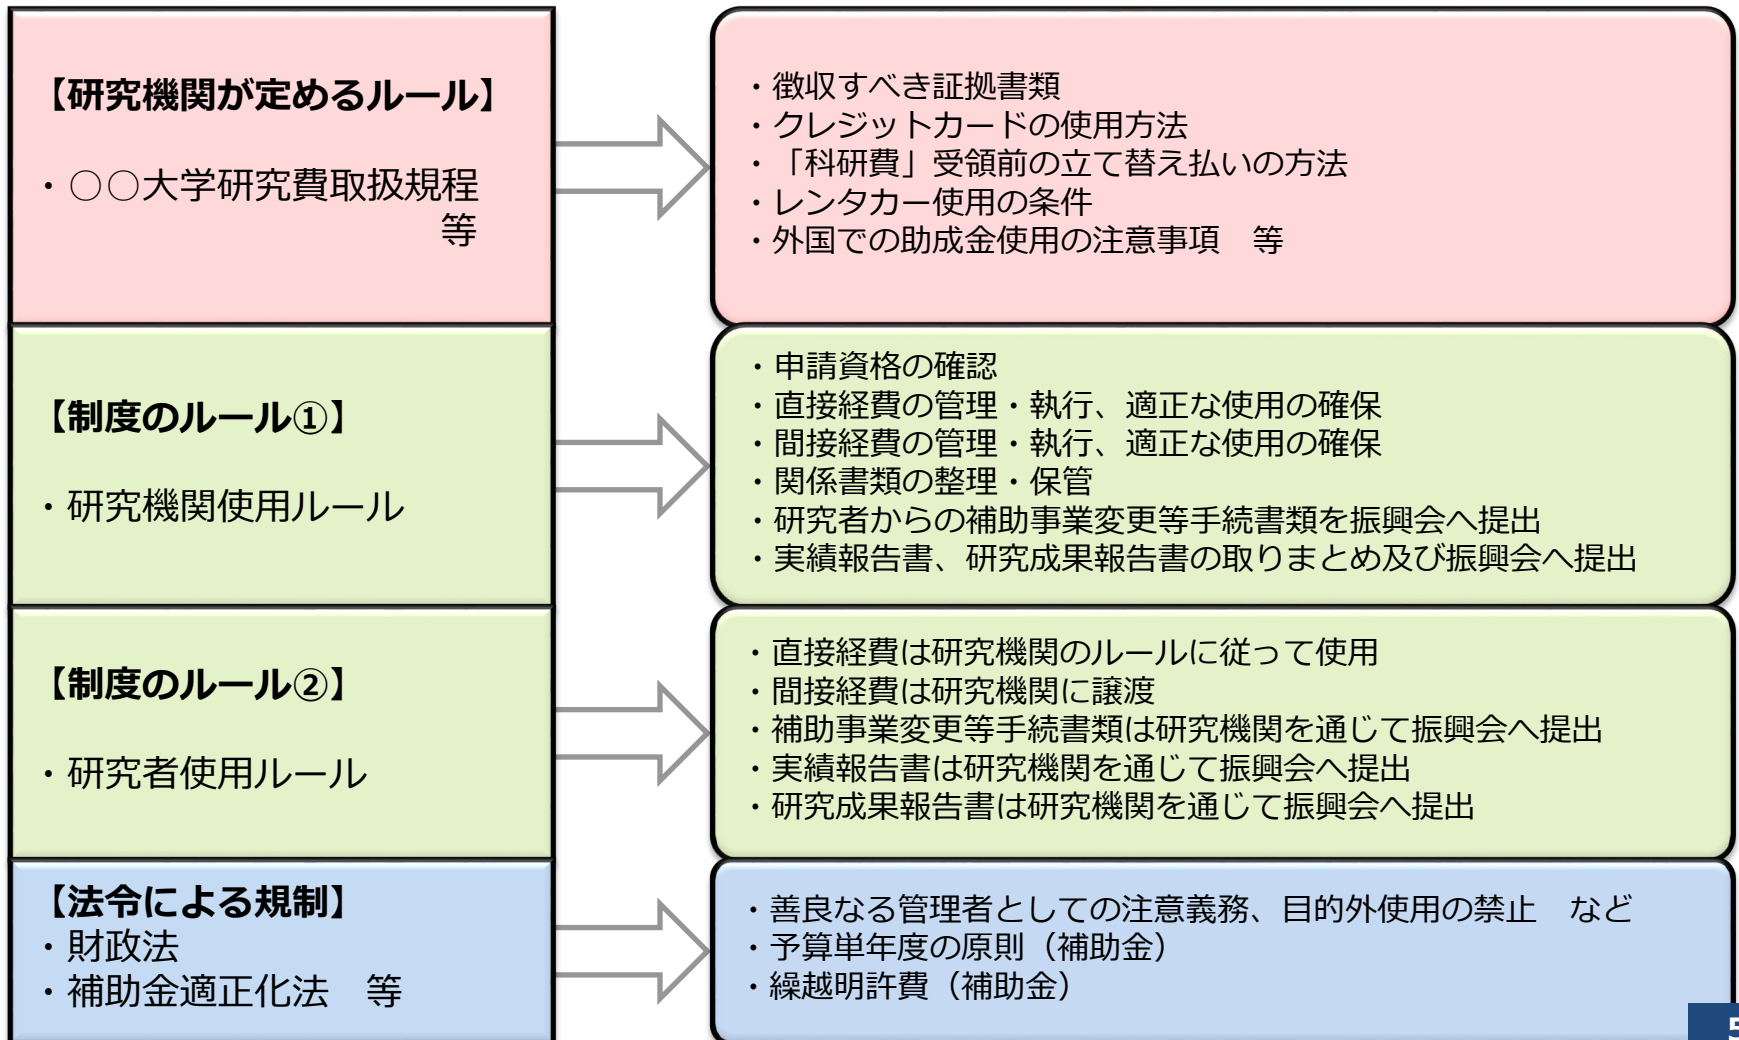 【研究機関が定めるルール】
・○○大学研究費取扱規程
等
・徴収すべき証拠書類
・クレジットカードの使用方法
・「科研費」受領前の立て替え払いの方法
・レンタカー使用の条件
・外国での助成金使用の注意事項　等
【制度のルール①】
・研究機関使用ルール
・申請資格の確認
・直接経費の管理・執行、適正な使用の確保
・間接経費の管理・執行、適正な使用の確保
・関係書類の整理・保管
・研究者からの補助事業変更等手続書類を振興会へ提出
・実績報告書、研究成果報告書の取りまとめ及び振興会へ提出
【制度のルール②】
・研究者使用ルール
・直接経費は研究機関のルールに従って使用
・間接経費は研究機関に譲渡
・補助事業変更等手続書類は研究機関を通じて振興会へ提出
・実績報告書は研究機関を通じて振興会へ提出
・研究成果報告書は研究機関を通じて振興会へ提出
【法令による規制】
・財政法
・補助金適正化法　等
・善良なる管理者としての注意義務、目的外使用の禁止　など
・予算単年度の原則（補助金）
・繰越明許費（補助金）